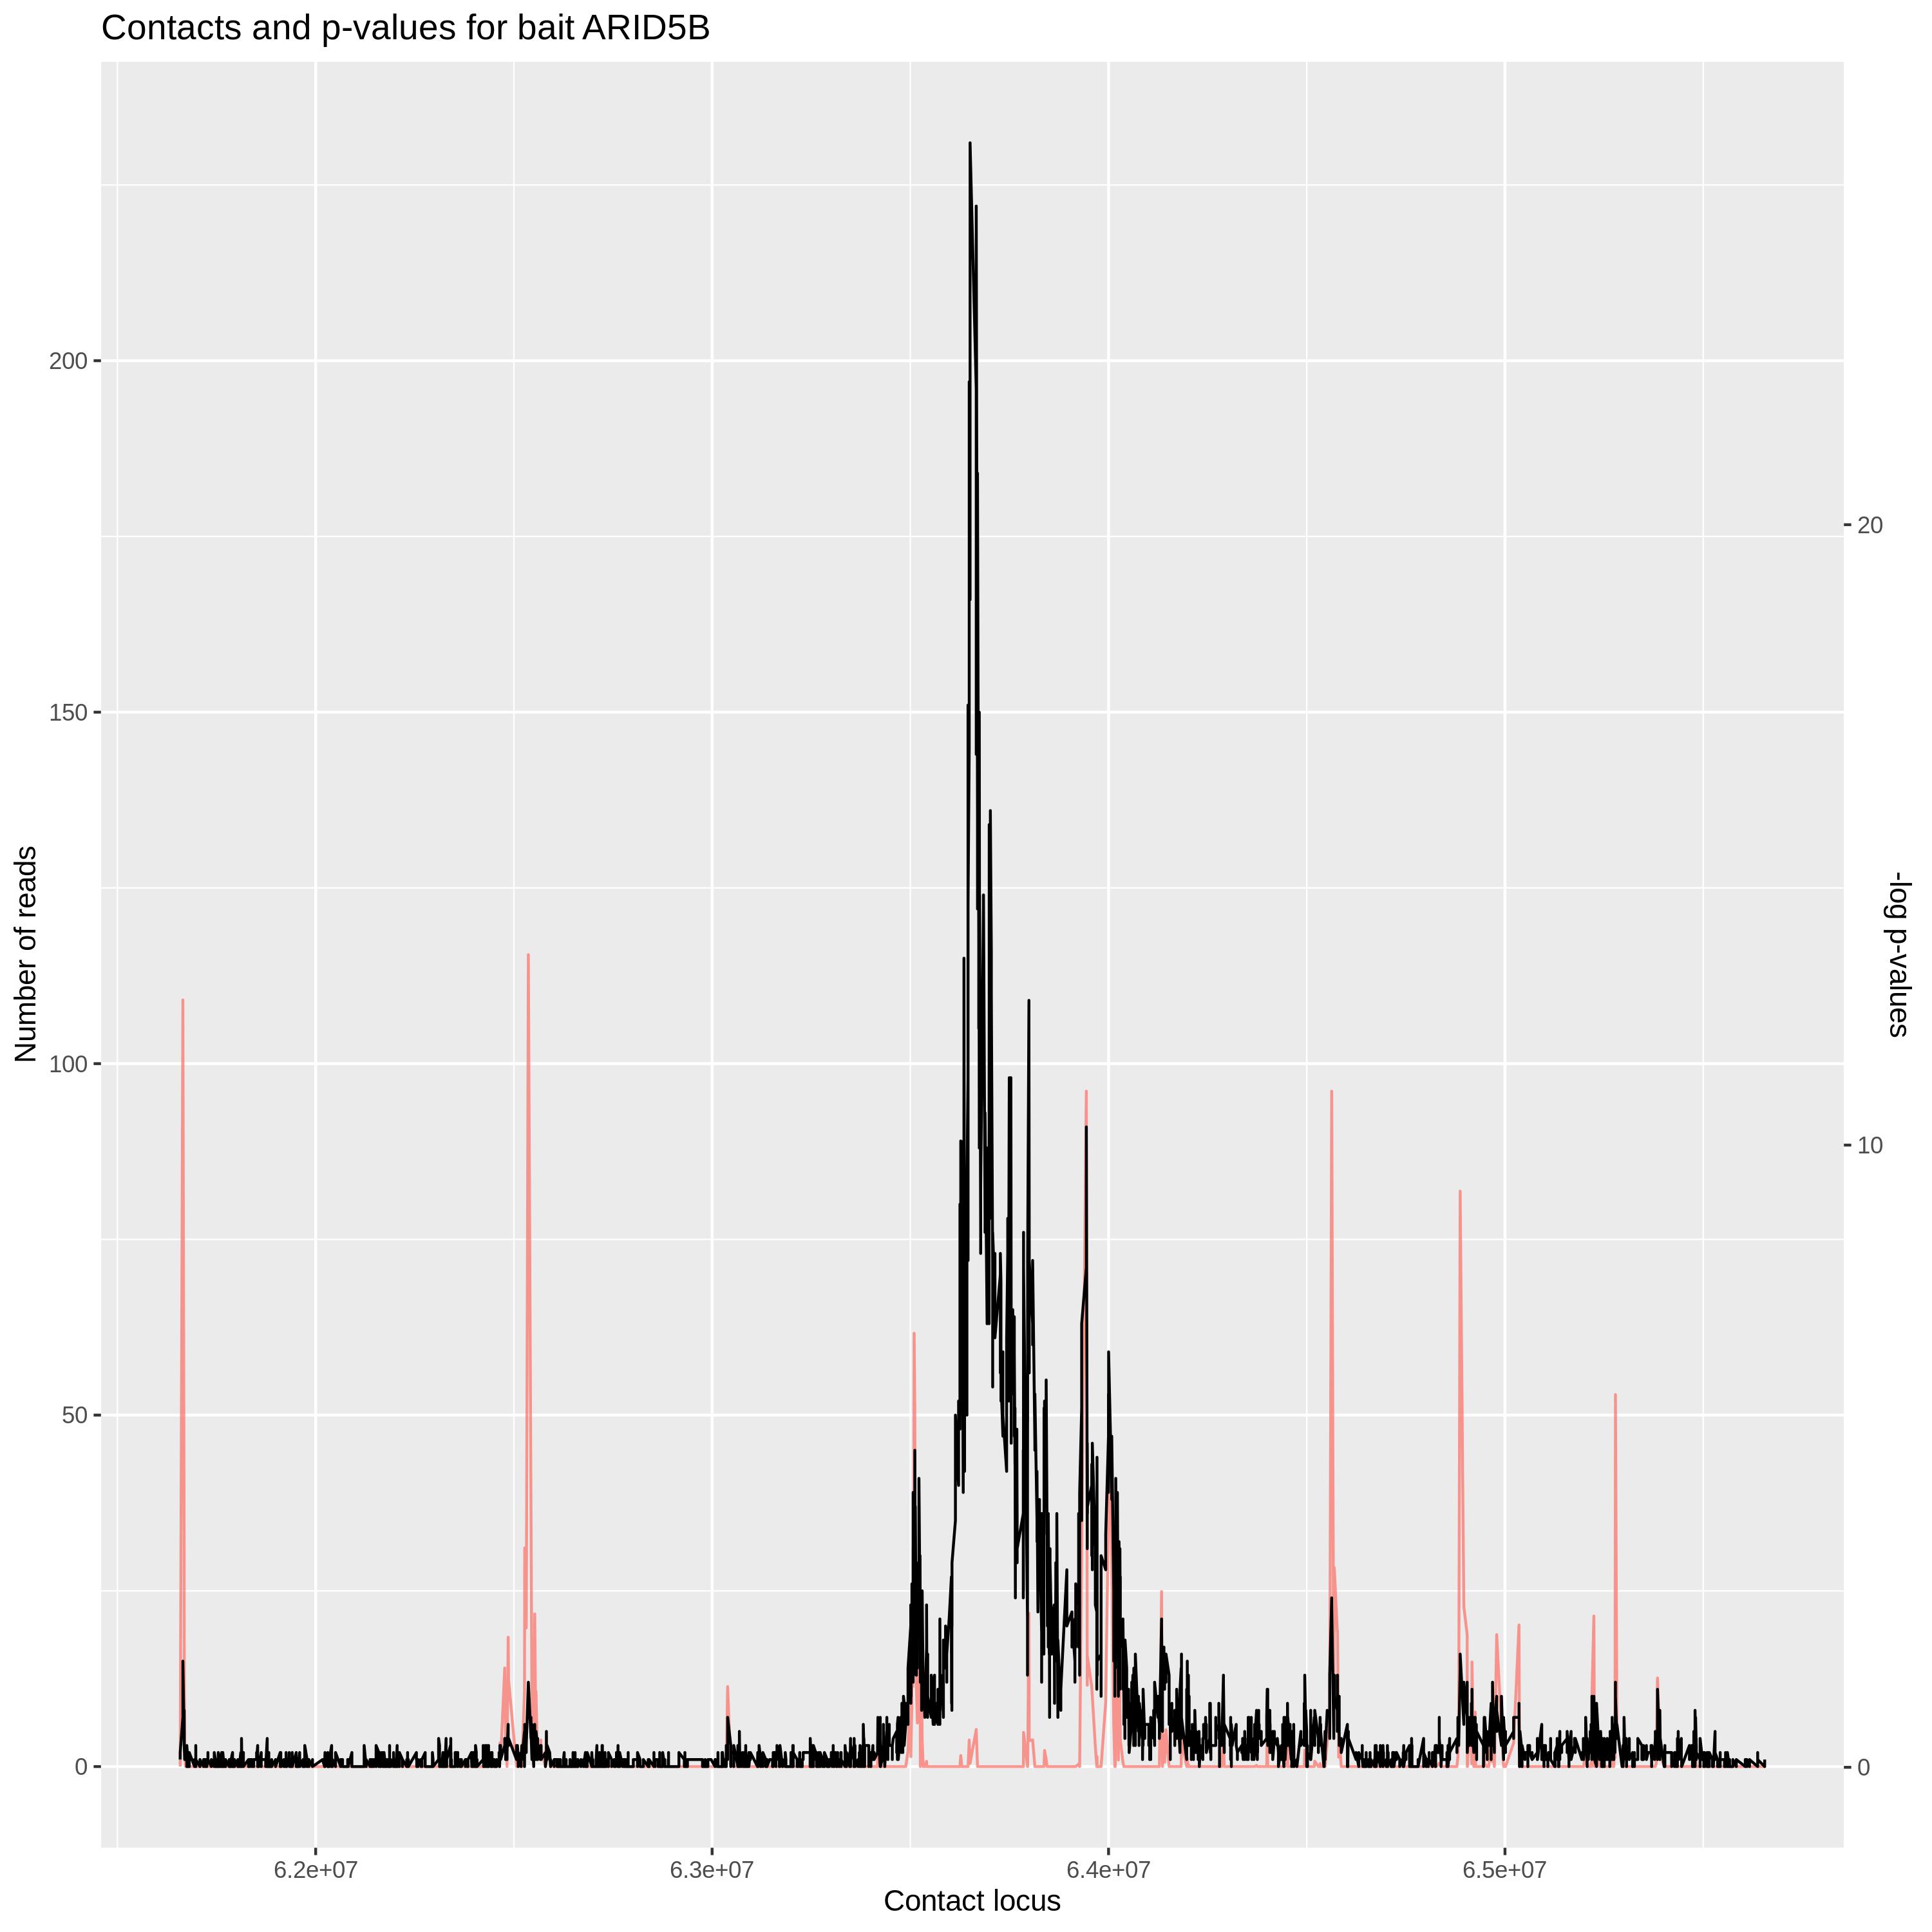 Contacts and p-values for bait ARID5B
Number of reads
200
150
100
50
0
20
10
0
-log p-values
6.2e+07 6.3e+07 6.4e+07 6.5e+07
Contact locus